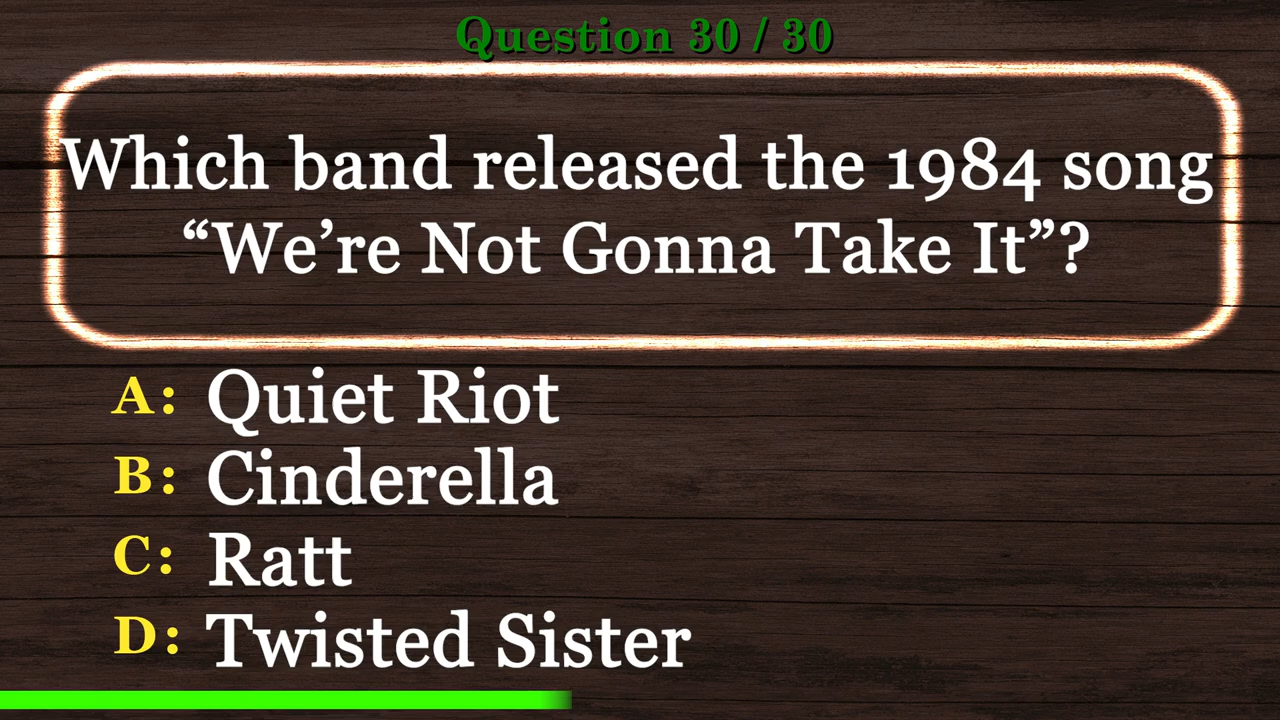 Question 30 / 30
Which band released the 1984 song
“We’re Not Gonna Take It”?
A: Quiet Riot
B: Cinderella
C: Ratt
D: Twisted Sister